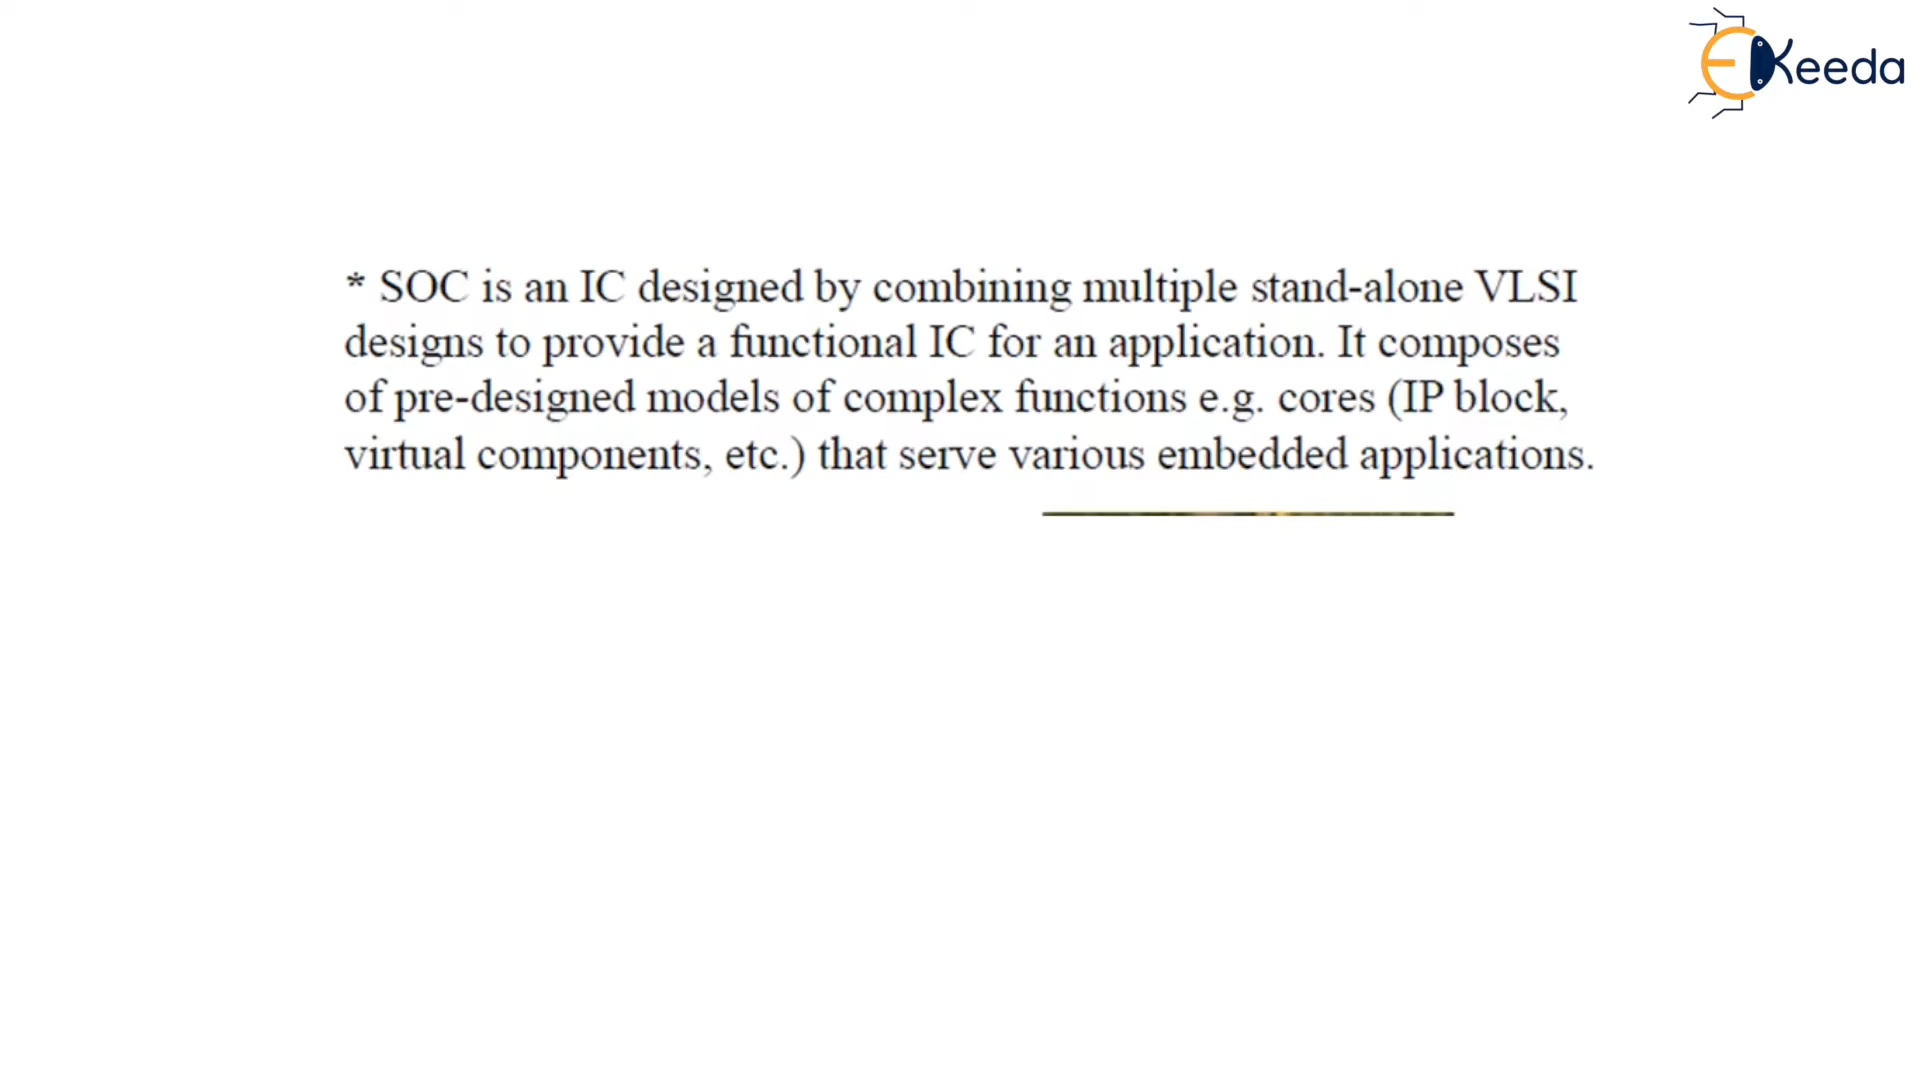 EKeeda
* SOC is an IC designed by combining multiple stand-alone VLSI
designs to provide a functional IC for an application. It composes
of pre-designed models of complex functions e.g. cores (IP block,
virtual components, etc.) that serve various embedded applications.